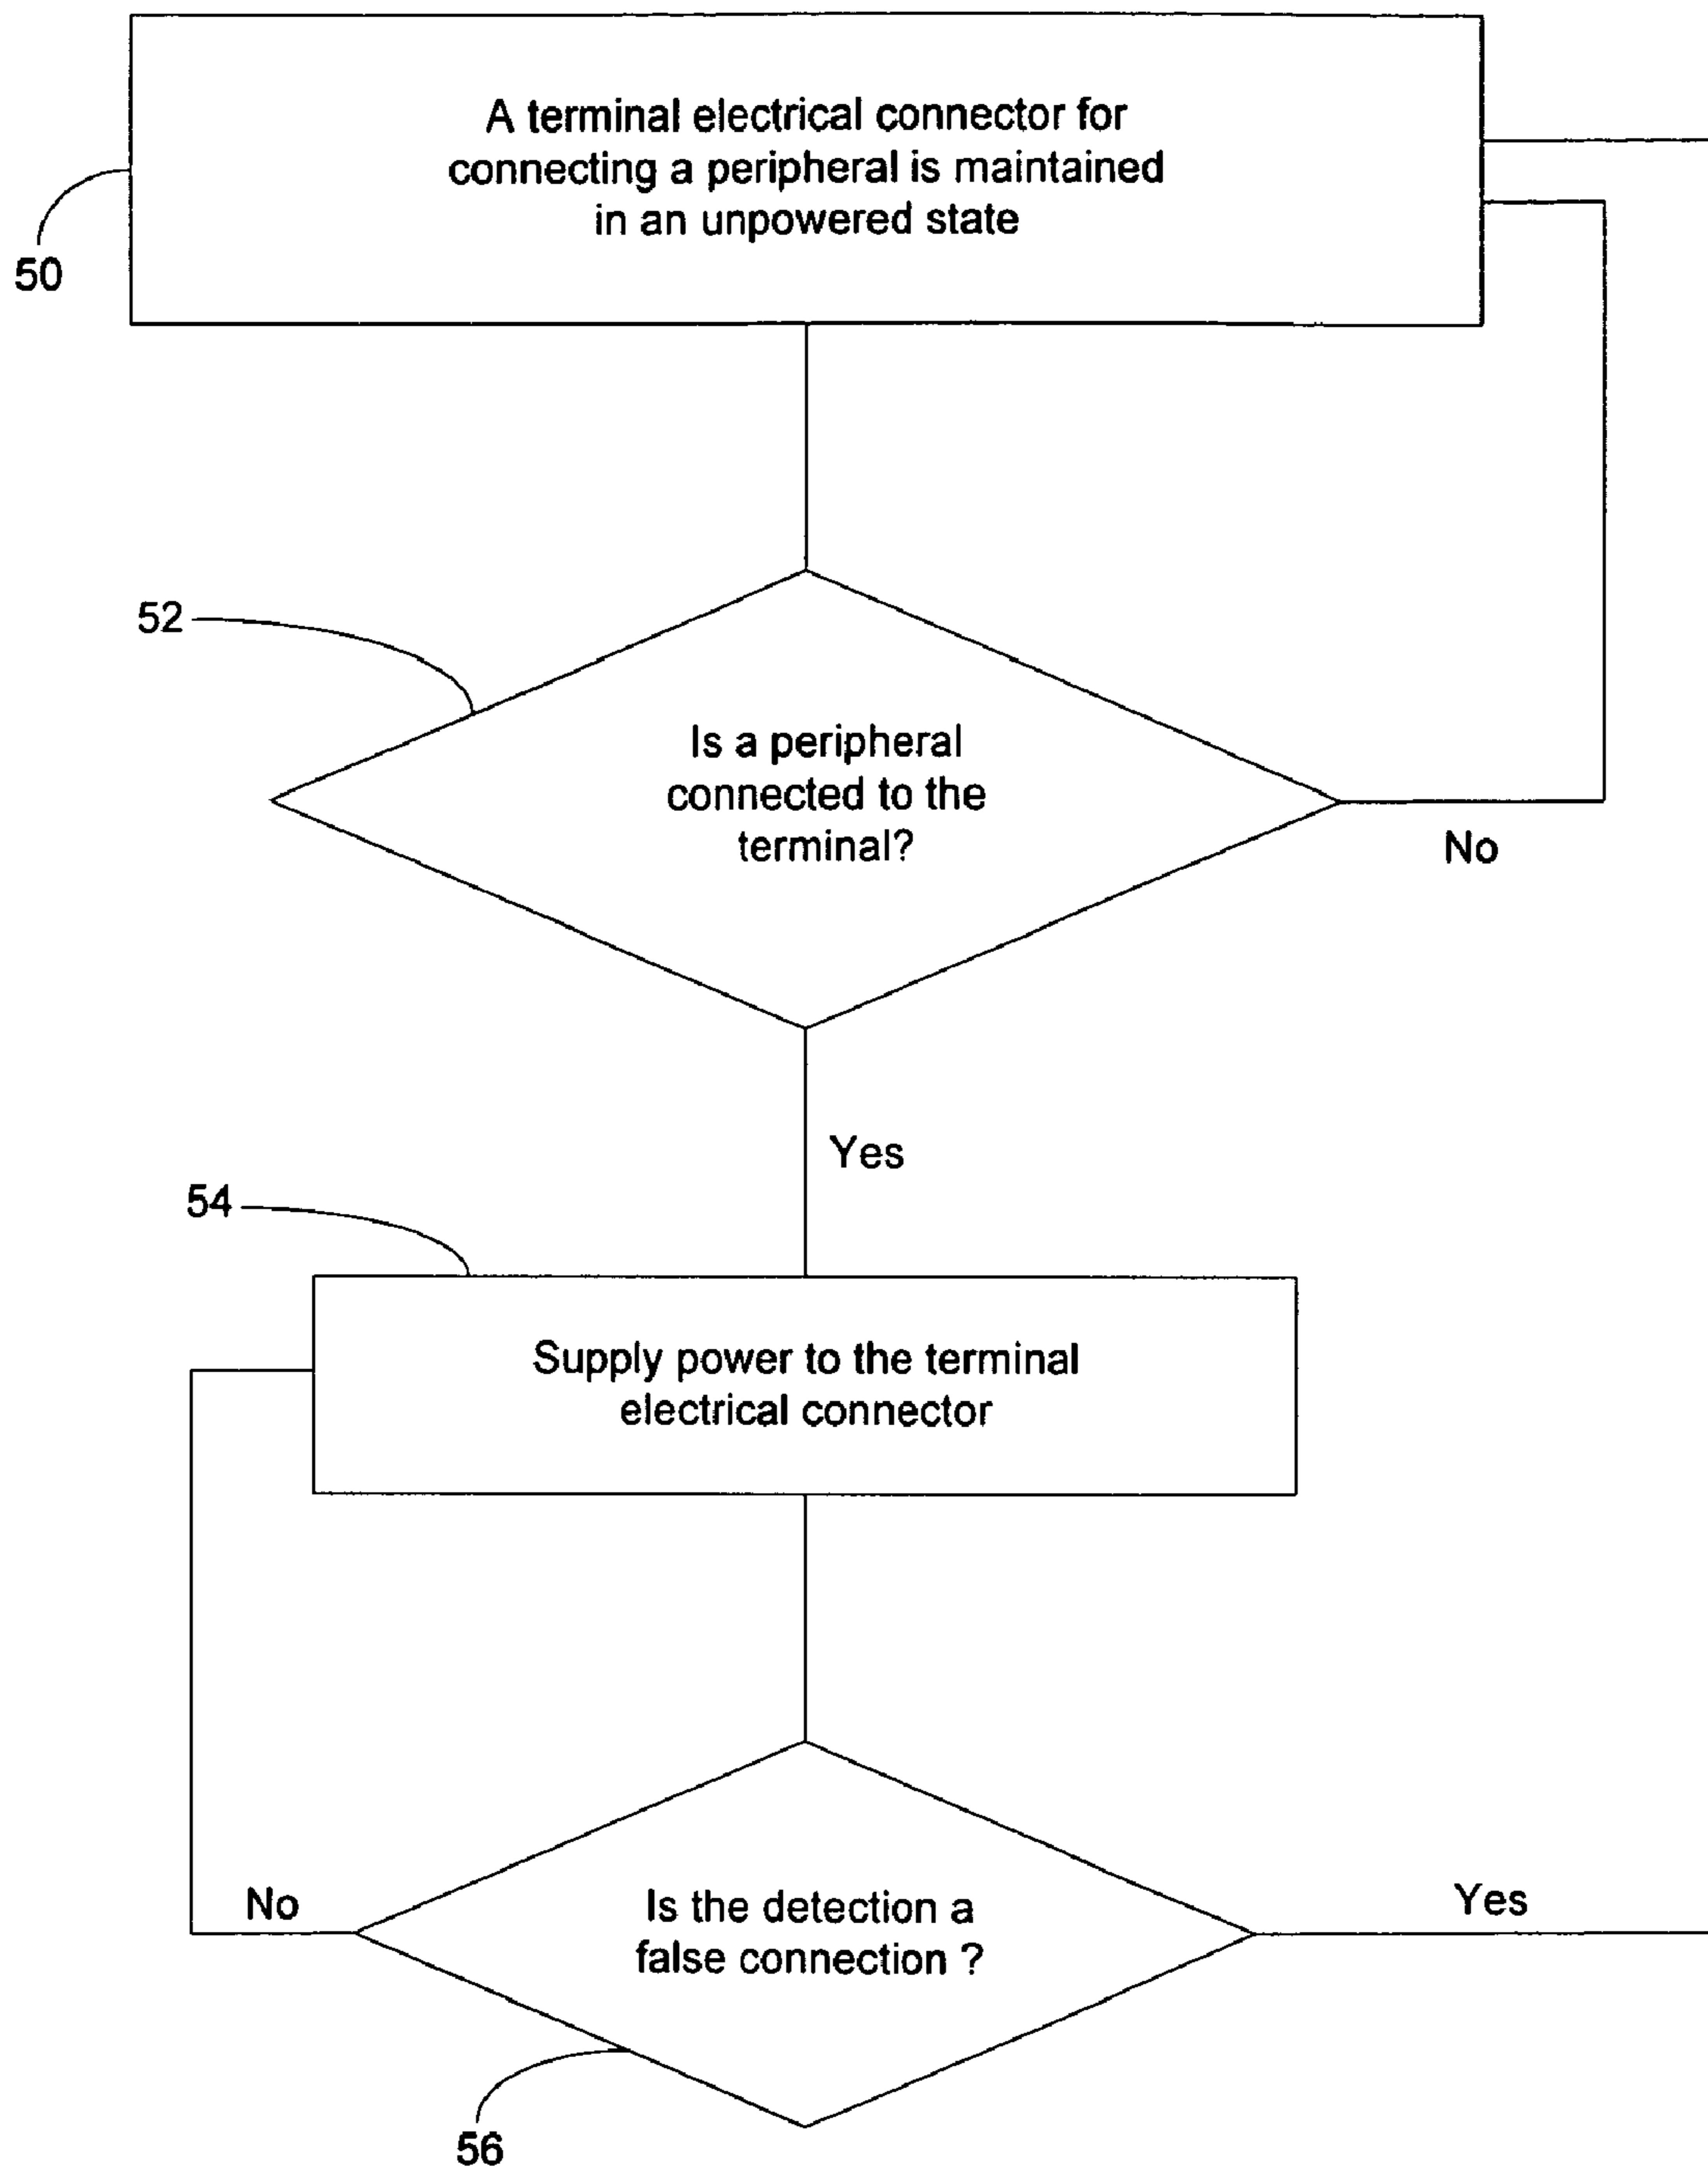 A terminal electrical connector for
connecting a peripheral is maintained
in an unpowered state
50
52
Is a peripheral
connected to the
terminal?
No
Yes
54
Supply power to the terminal
electrical connector
No
Is the detection a
false connection ?
Yes
56